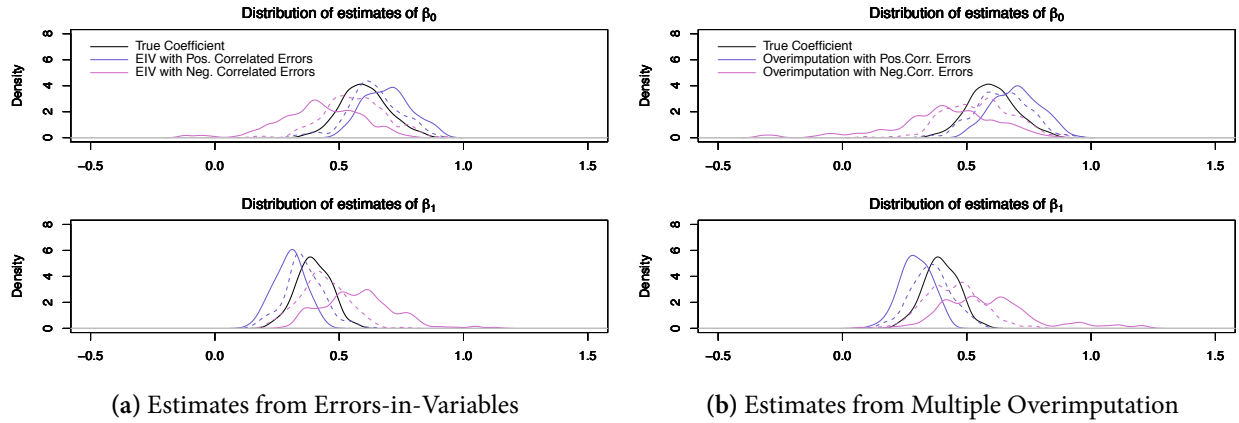 Distribution of estimates of β₀
Density
8
6
4
2
0
True Coefficient
EIV with Pos. Correlated Errors
EIV with Neg. Correlated Errors
−0.5 0.0 0.5 1.0 1.5
Distribution of estimates of β₁
Density
8
6
4
2
0
−0.5 0.0 0.5 1.0 1.5
(a) Estimates from Errors-in-Variables
Distribution of estimates of β₀
Density
8
6
4
2
0
True Coefficient
Overimputation with Pos.Corr. Errors
Overimputation with Neg.Corr. Errors
−0.5 0.0 0.5 1.0 1.5
Distribution of estimates of β₁
Density
8
6
4
2
0
−0.5 0.0 0.5 1.0 1.5
(b) Estimates from Multiple Overimputation